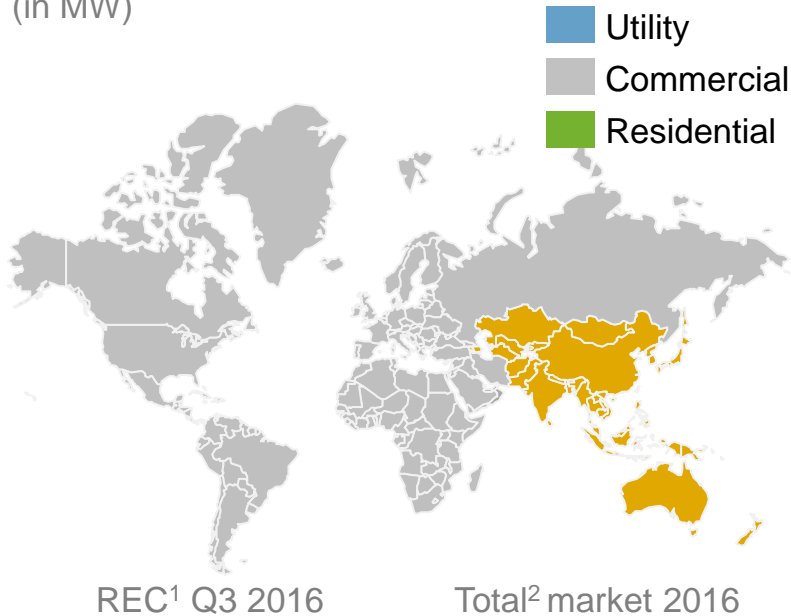 (in MW)
Utility
Commercial
Residential
REC¹ Q3 2016
Total² market 2016